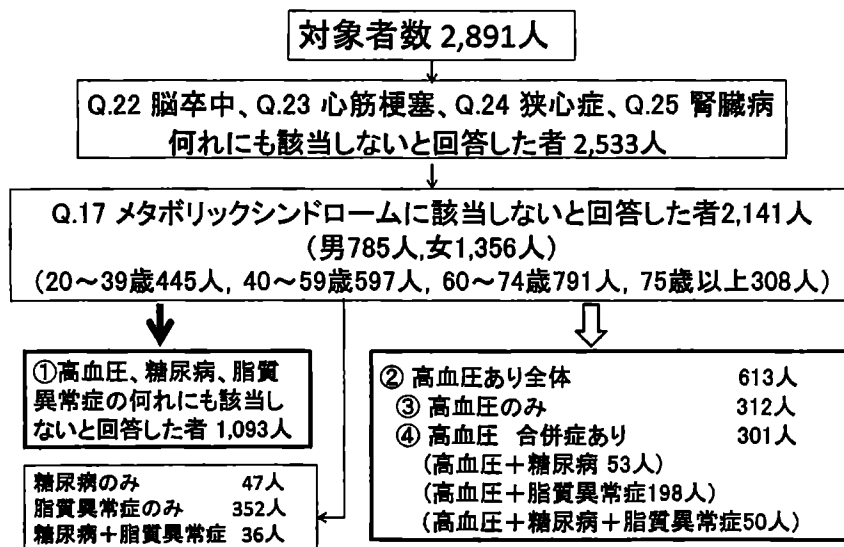 対象者数 2,891人
Q.22 脳卒中、Q.23 心筋梗塞、Q.24 狭心症、Q.25 腎臓病
何れにも該当しないと回答した者 2,533人
Q.17 メタボリックシンドロームに該当しないと回答した者2,141人
(男785人,女1,356人)
(20～39歳445人, 40～59歳597人, 60～74歳791人, 75歳以上308人)
①高血圧、糖尿病、脂質
異常症の何れにも該当し
ないと回答した者 1,093人
② 高血圧あり全体 613人
③ 高血圧のみ 312人
④ 高血圧 合併症あり 301人
(高血圧＋糖尿病 53人)
(高血圧＋脂質異常症198人)
(高血圧＋糖尿病＋脂質異常症50人)
糖尿病のみ 47人
脂質異常症のみ 352人
糖尿病＋脂質異常症 36人